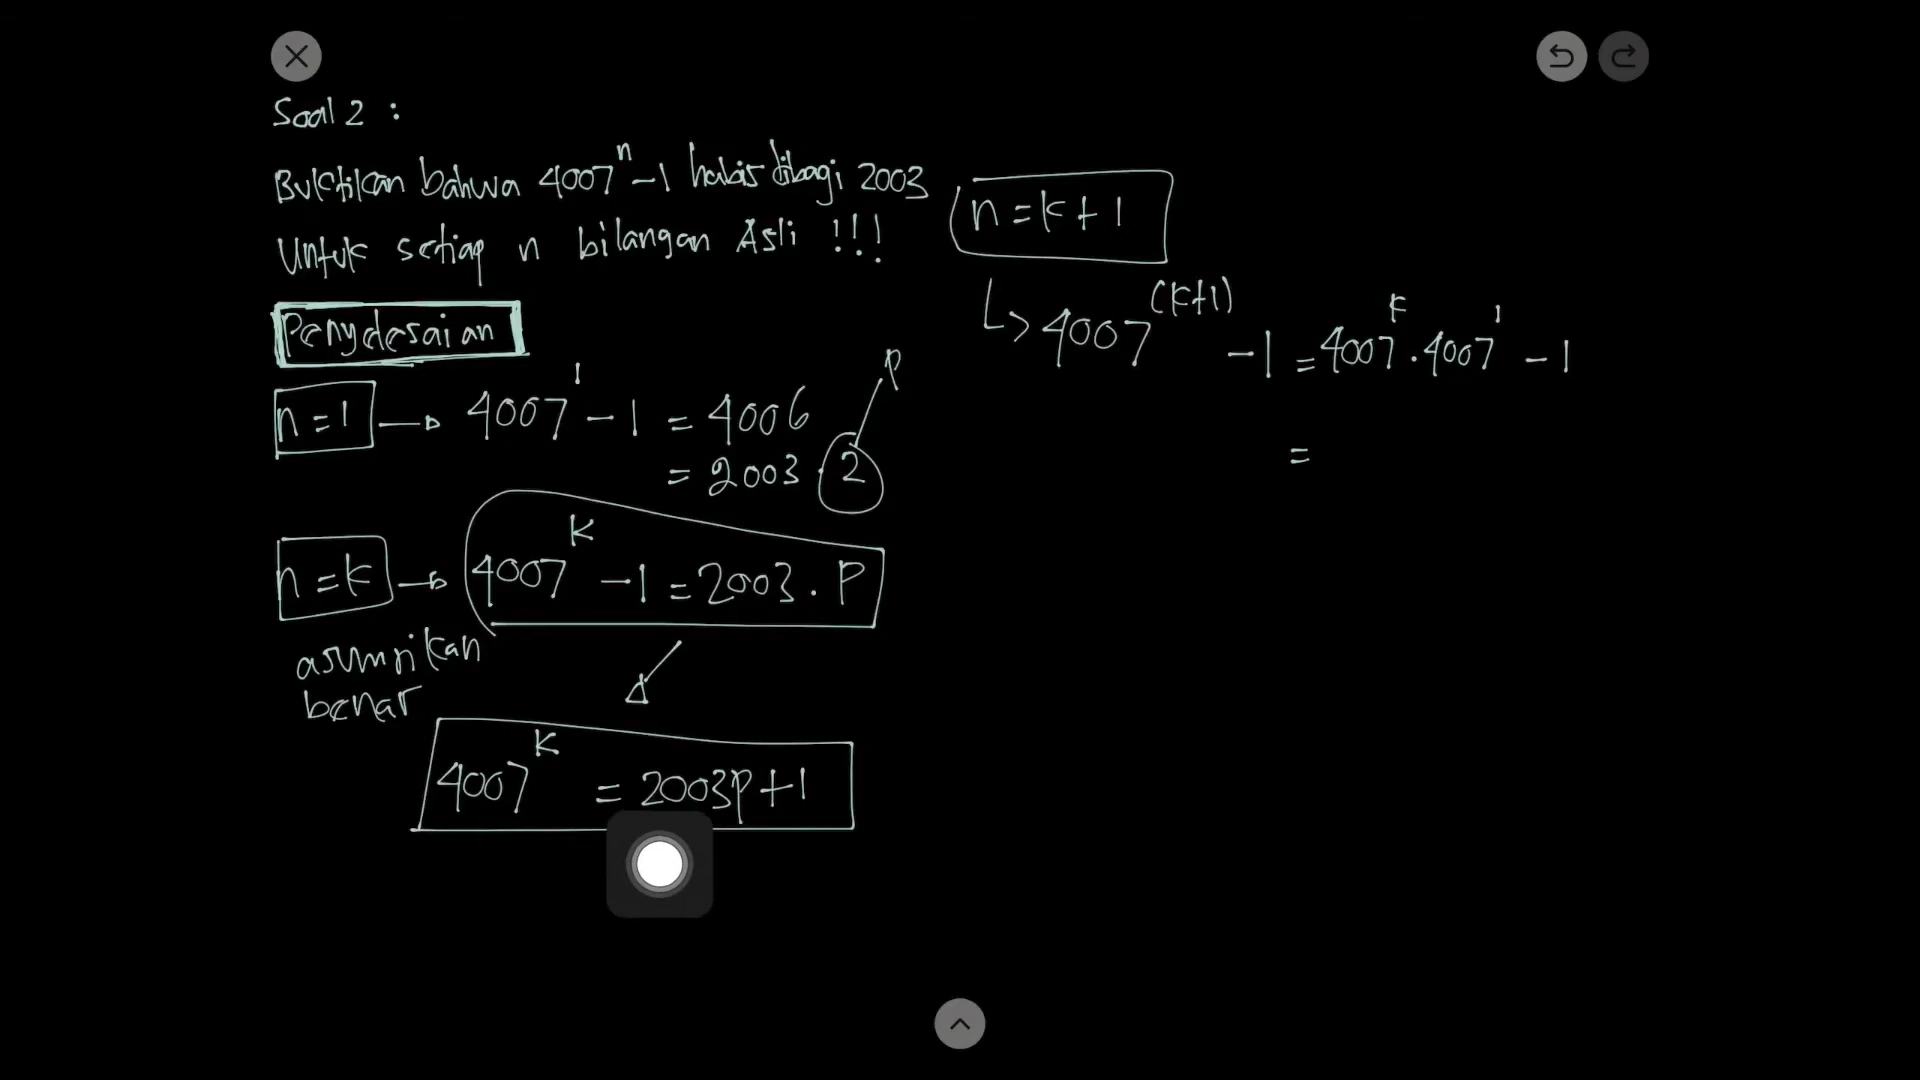 Soal 2 :
Buktikan bahwa 4007^n - 1 habis dibagi 2003
Untuk setiap n bilangan Asli !!!
Penyelesaian
n = 1 → 4007^1 - 1 = 4006
= 2003 · 2
P
n = k → 4007^k - 1 = 2003 . P
asumsikan
benar
4007^k = 2003p + 1
n = k + 1
↳ 4007^(k+1) - 1 = 4007^k . 4007^1 - 1
=